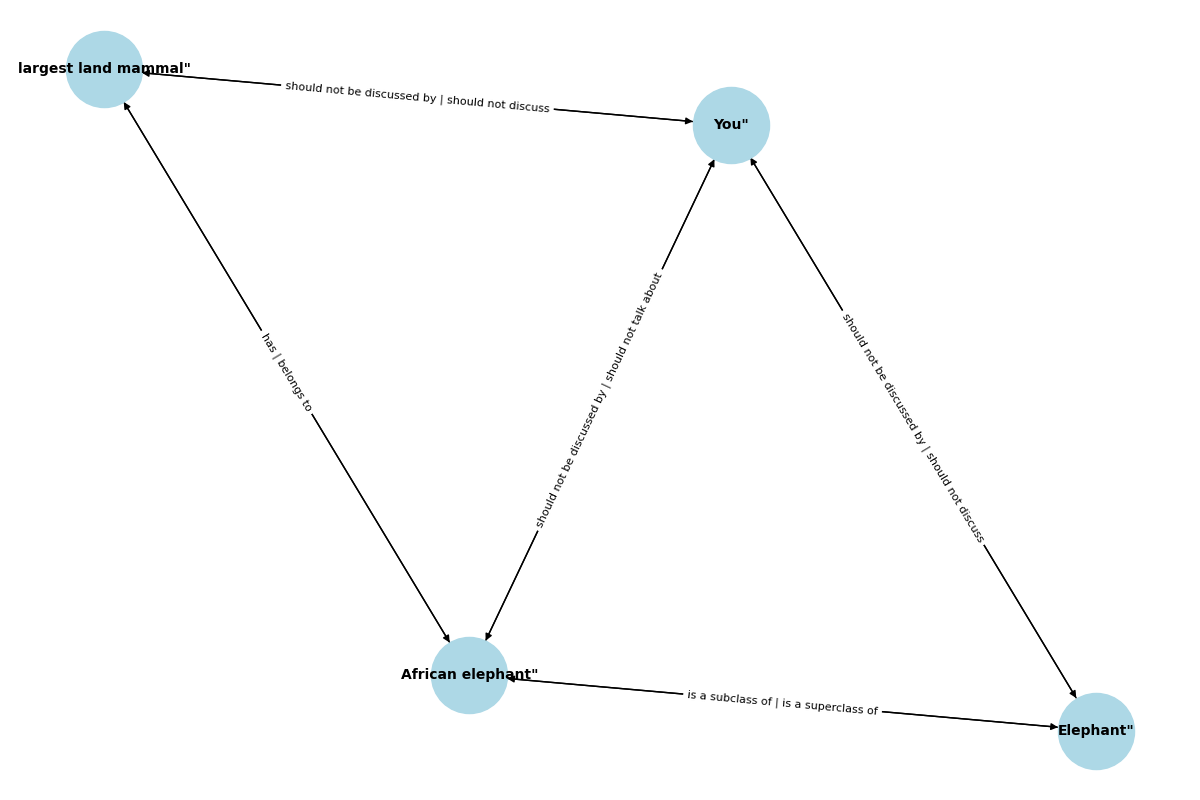 largest land mammal"
should not be discussed by | should not discuss
You"
has | belongs to
should not be discussed by | should not talk about
should not be discussed by | should not discuss
African elephant"
is a subclass of | is a superclass of
Elephant"